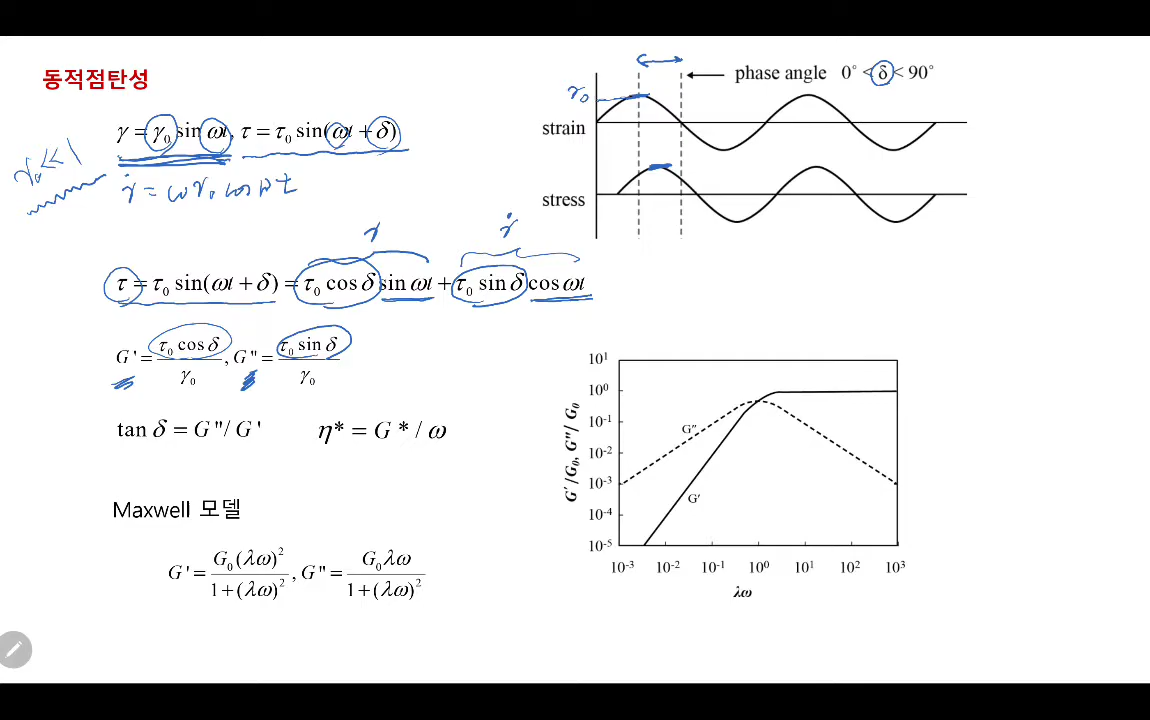 동적점탄성
γ = γ₀ sin ωt, τ = τ₀ sin(ωt + δ)
γ₀ << 1
γ̇ = ωγ₀ cos ωt
γ γ̇
τ = τ₀ sin(ωt + δ) = τ₀ cos δ sin ωt + τ₀ sin δ cos ωt
G' = τ₀ cos δ / γ₀, G" = τ₀ sin δ / γ₀
tan δ = G"/ G' η* = G * / ω
Maxwell 모델
G' = G₀(λω)² / 1+(λω)², G" = G₀λω / 1+(λω)²
phase angle 0° < δ < 90°
γ₀
strain
stress
G'/G₀, G"/ G₀
10¹
10⁰
10⁻¹
10⁻²
10⁻³
10⁻⁴
10⁻⁵
G"
G'
10⁻³ 10⁻² 10⁻¹ 10⁰ 10¹ 10² 10³
λω